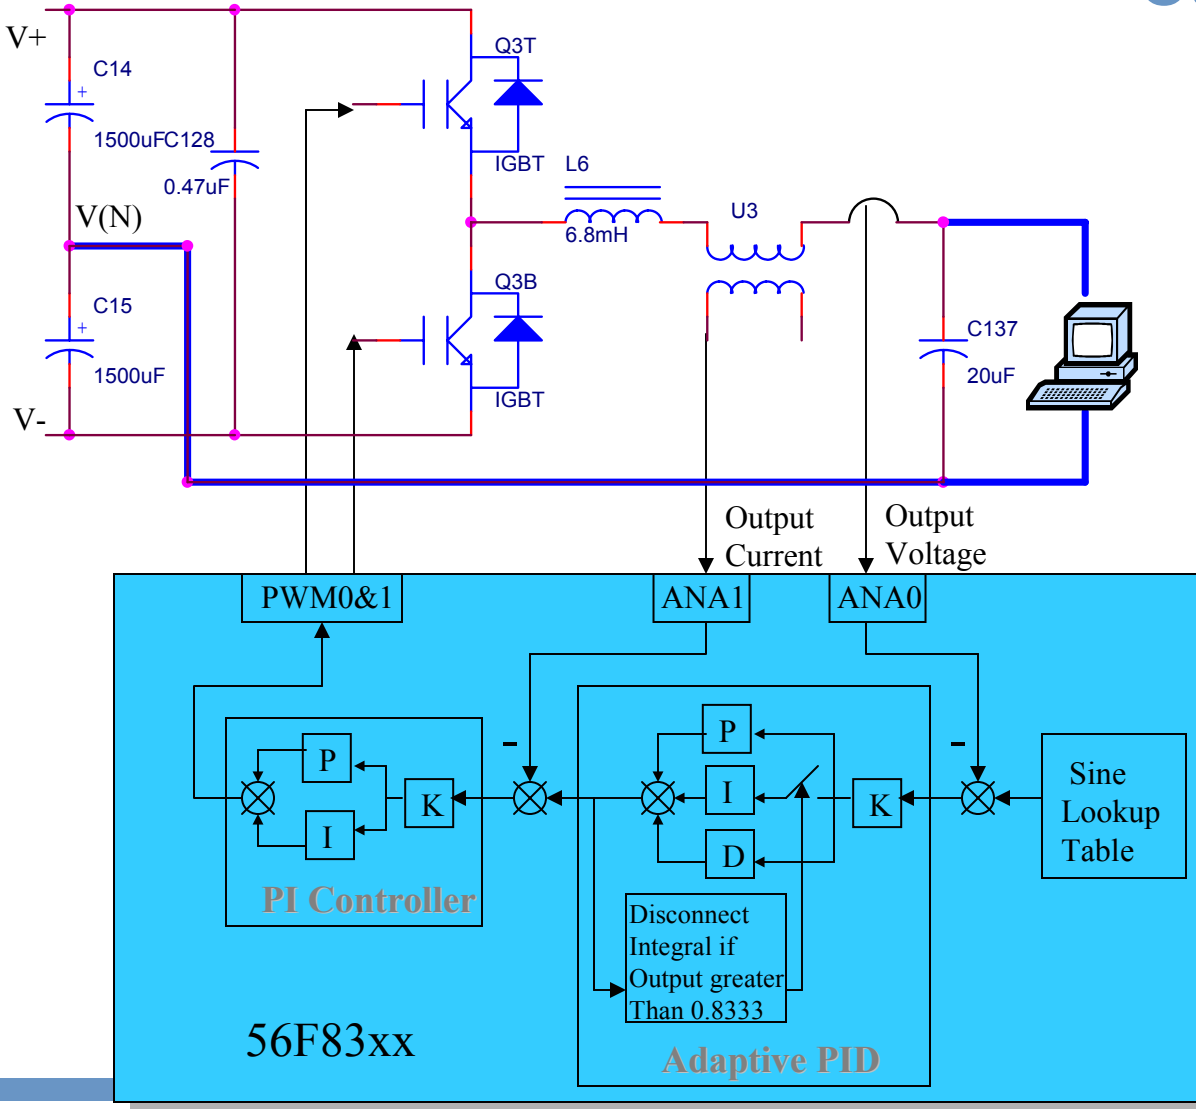 V+
C14
+
1500uF
C128
0.47uF
V(N)
C15
+
1500uF
V-
Q3T
IGBT
L6
6.8mH
U3
Q3B
IGBT
C137
20uF
Output
Current
Output
Voltage
PWM0&1
ANA1
ANA0
-
-
P
I
K
PI Controller
P
I
D
K
Disconnect
Integral if
Output greater
Than 0.8333
Adaptive PID
Sine
Lookup
Table
56F83xx